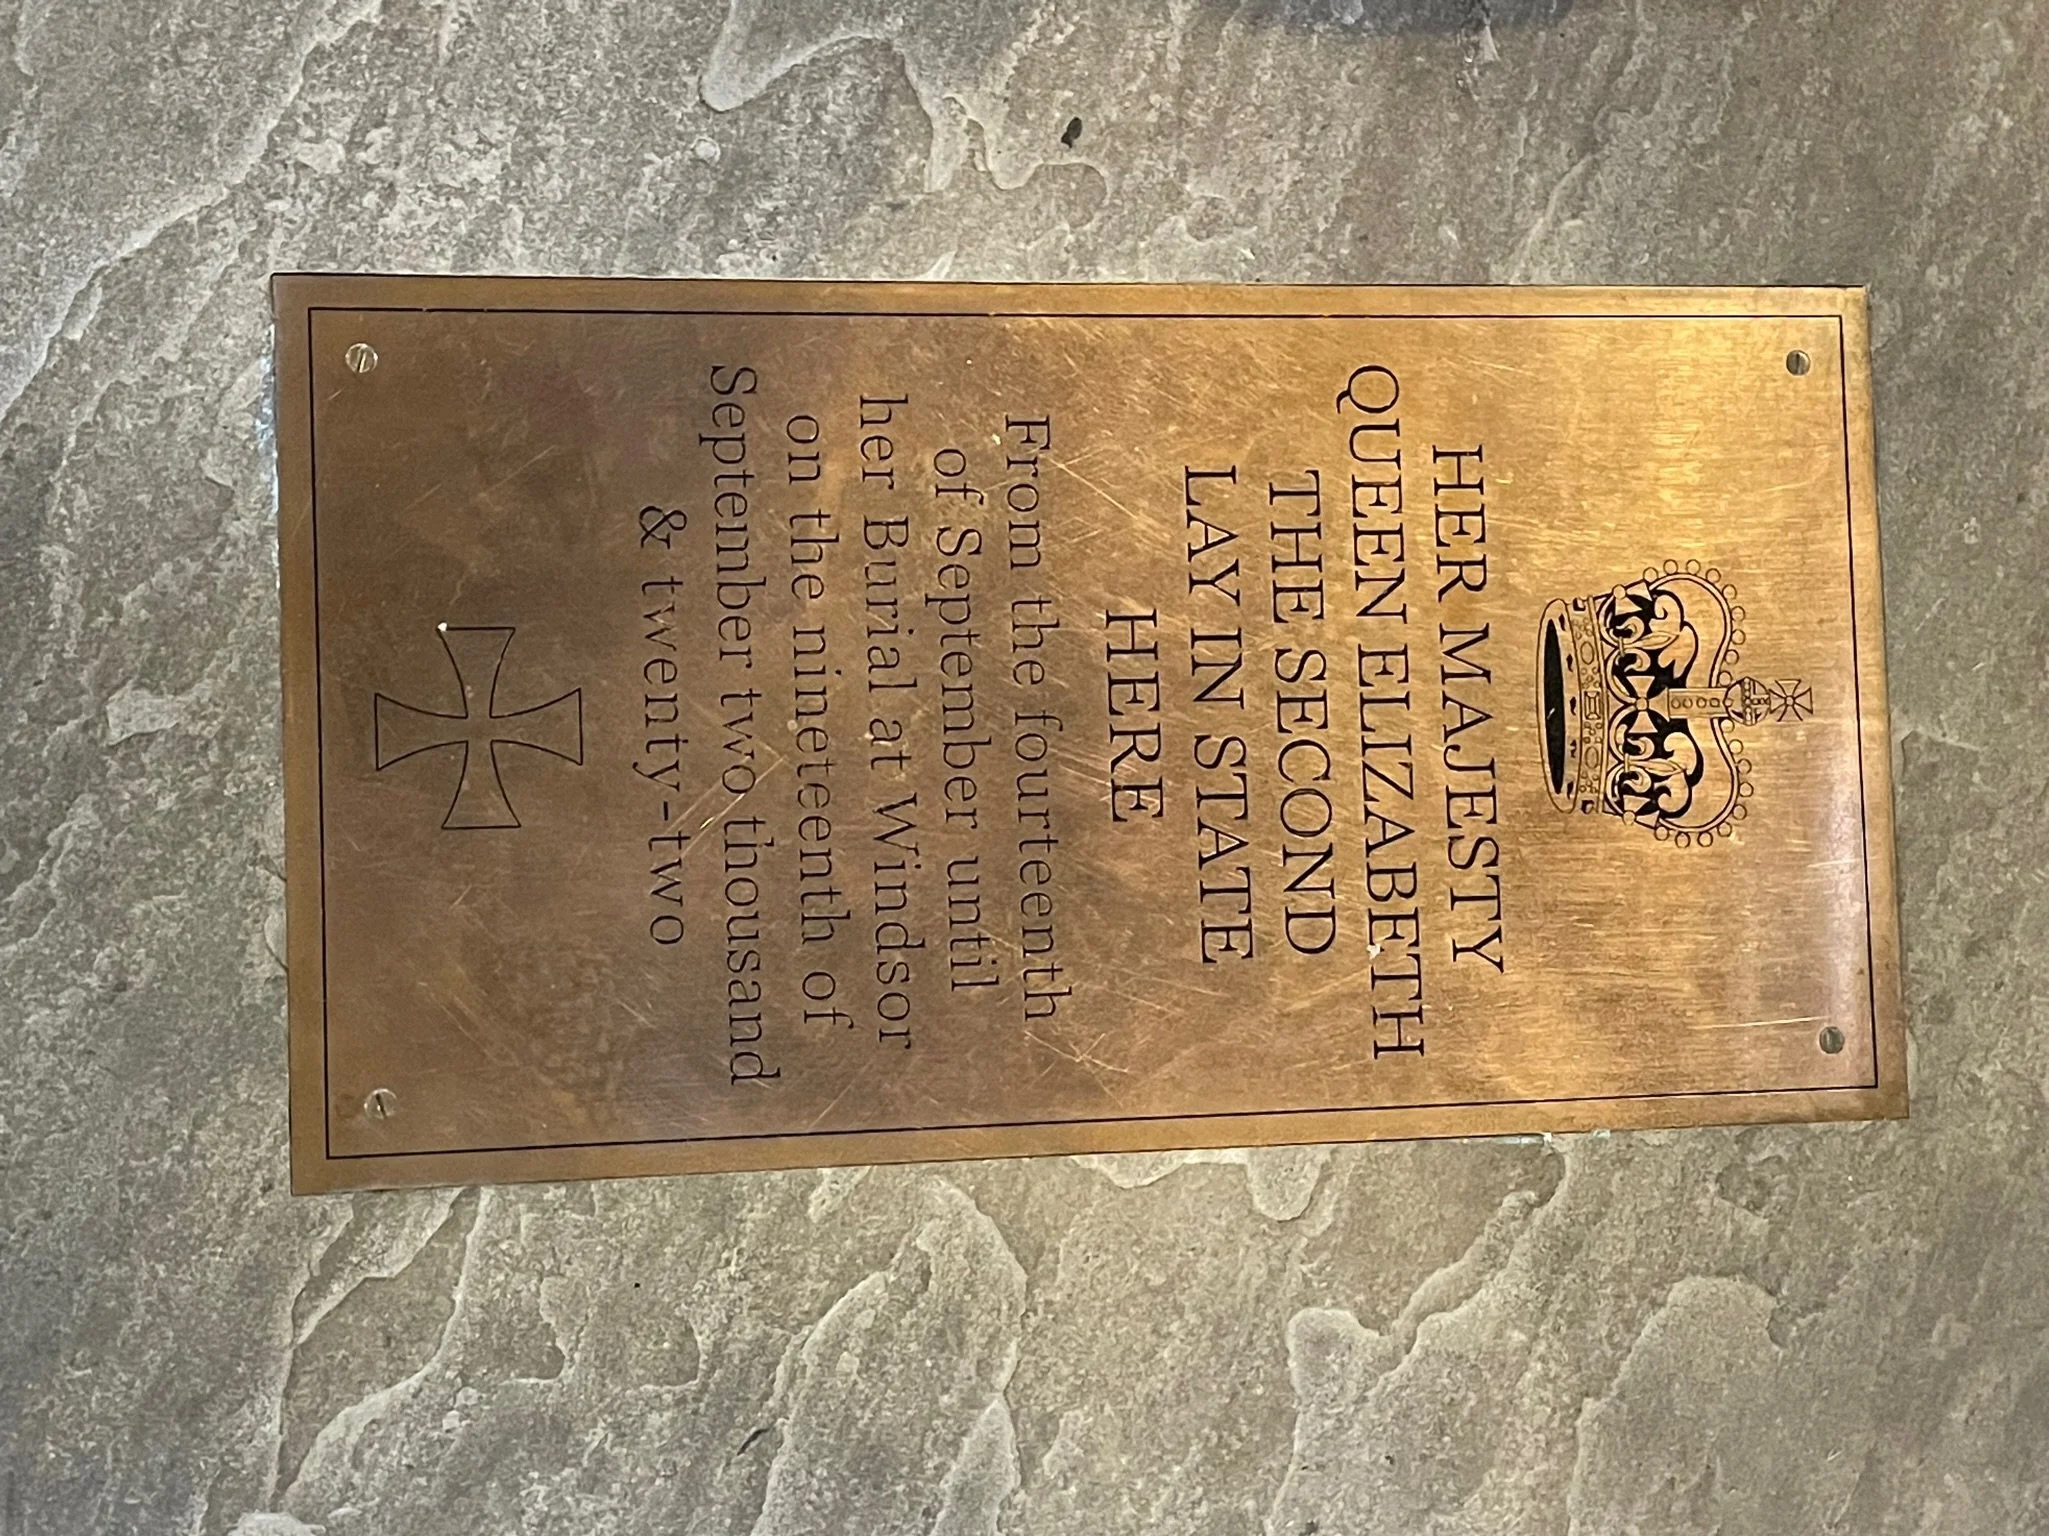 HER MAJESTY
QUEEN ELIZABETH
THE SECOND
LAY IN STATE
HERE
From the fourteenth
of September until
her Burial at Windsor
on the nineteenth of
September two thousand
& twenty-two